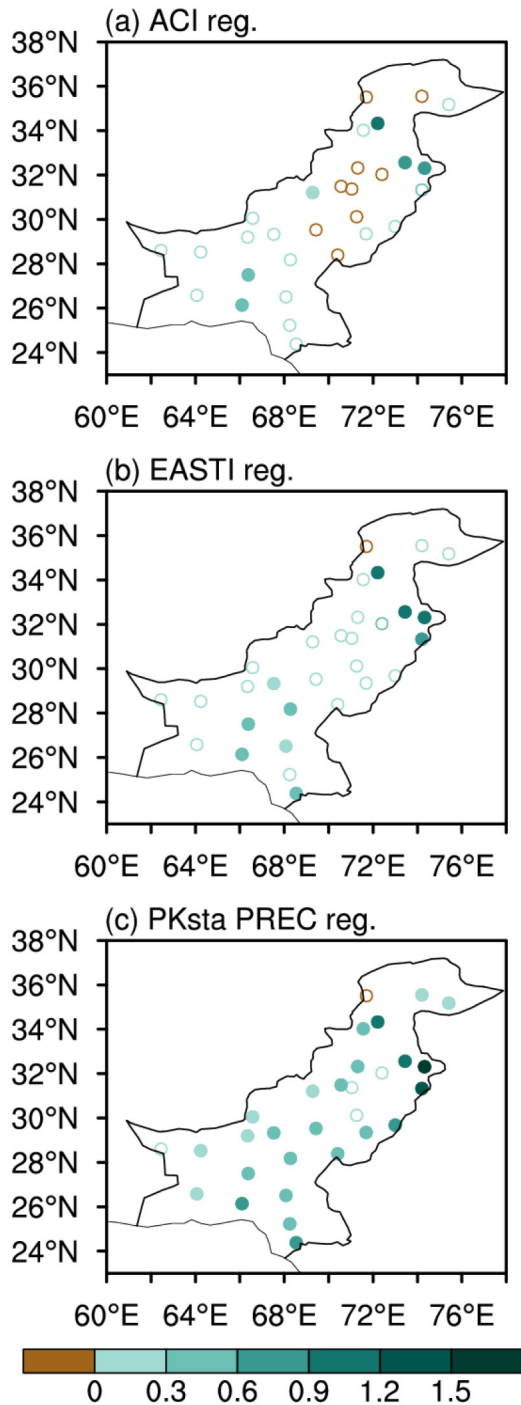 (a) ACI reg.
38°N
36°N
34°N
32°N
30°N
28°N
26°N
24°N
60°E 64°E 68°E 72°E 76°E
(b) EASTI reg.
38°N
36°N
34°N
32°N
30°N
28°N
26°N
24°N
60°E 64°E 68°E 72°E 76°E
(c) PKsta PREC reg.
38°N
36°N
34°N
32°N
30°N
28°N
26°N
24°N
60°E 64°E 68°E 72°E 76°E
0 0.3 0.6 0.9 1.2 1.5